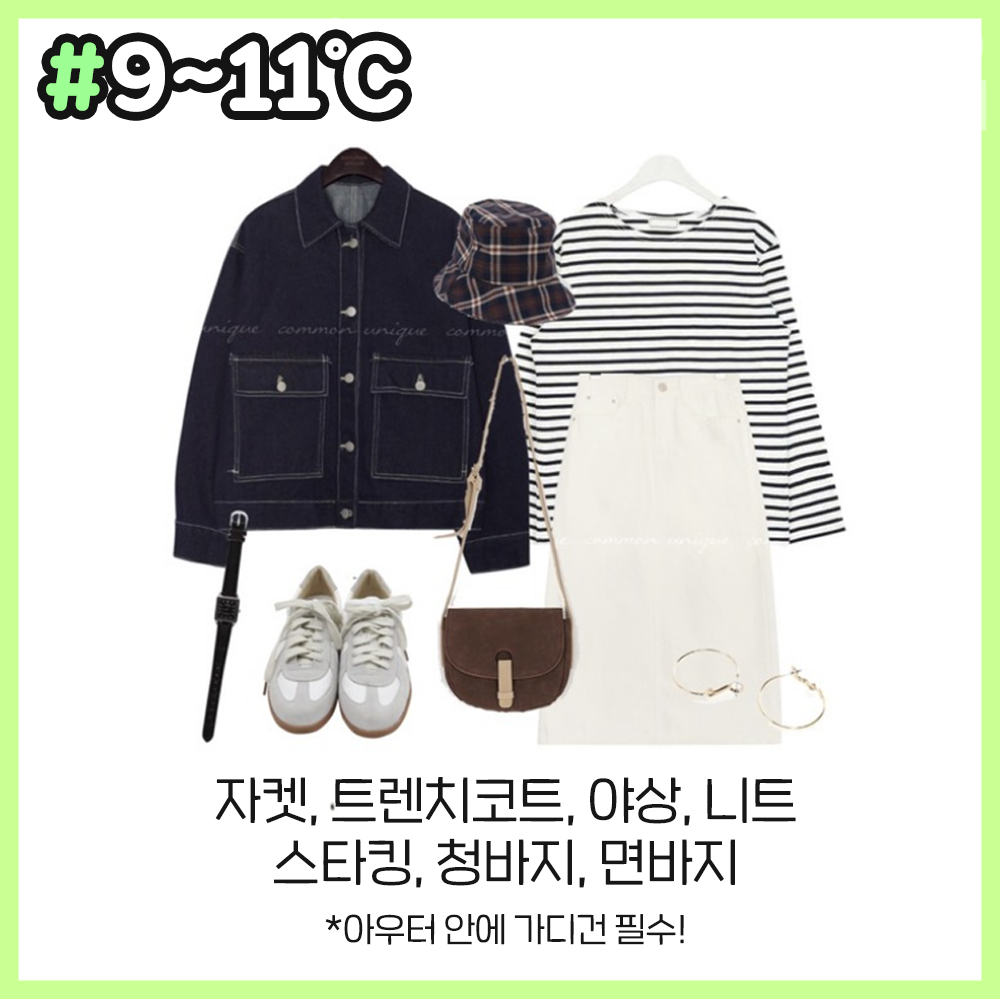 #9~11℃
unique common unique common
common unique
자켓, 트렌치코트, 야상, 니트
스타킹, 청바지, 면바지
*아우터 안에 가디건 필수!